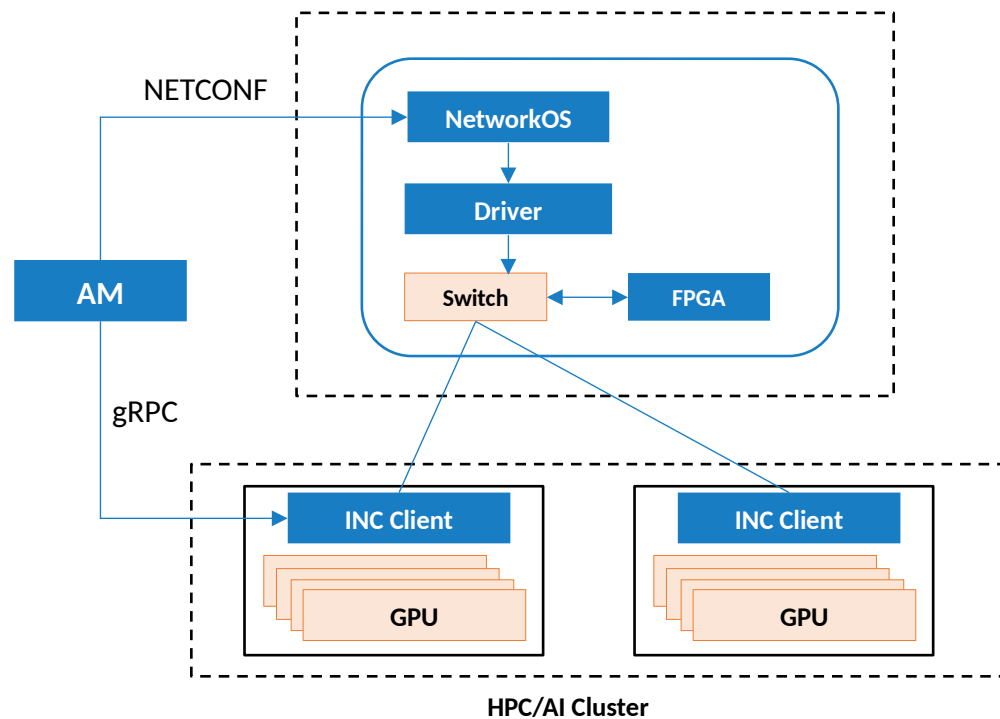 NETCONF
NetworkOS
Driver
AM
Switch
FPGA
gRPC
INC Client
INC Client
GPU
GPU
HPC/AI Cluster